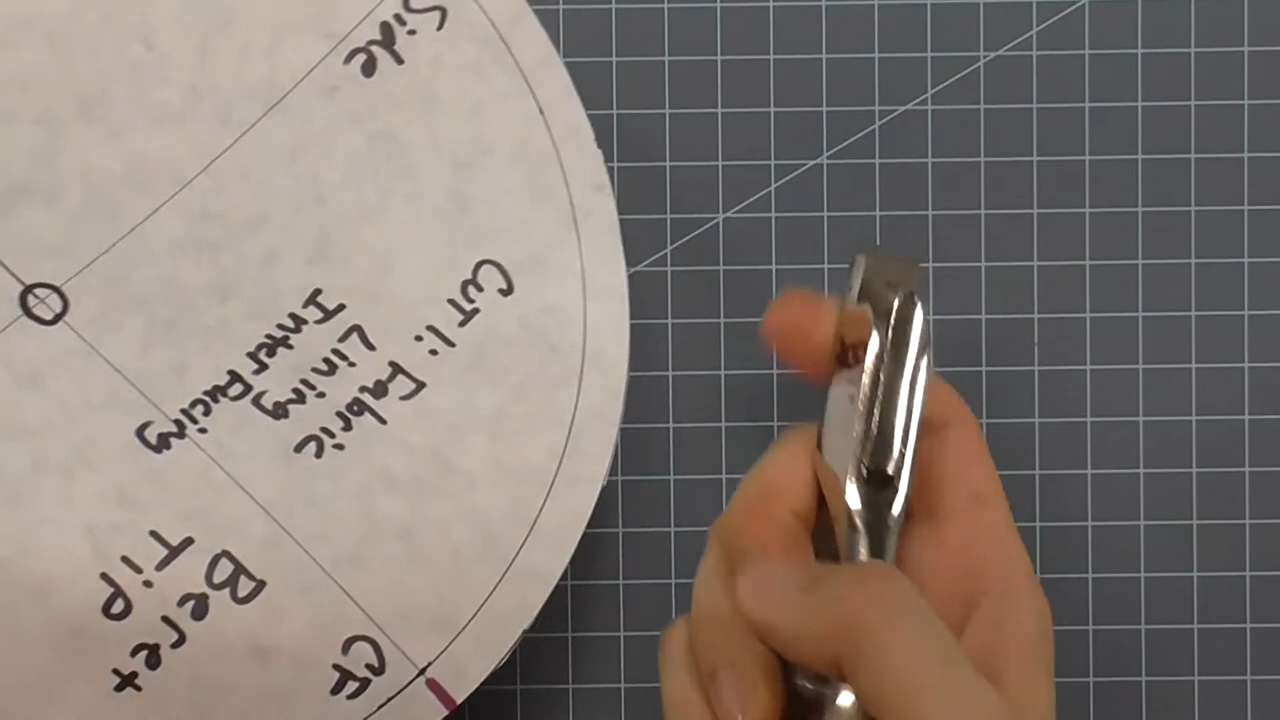 Side
Cut 1: Fabric
Lining
Interfacing
Beret
Tip
CF